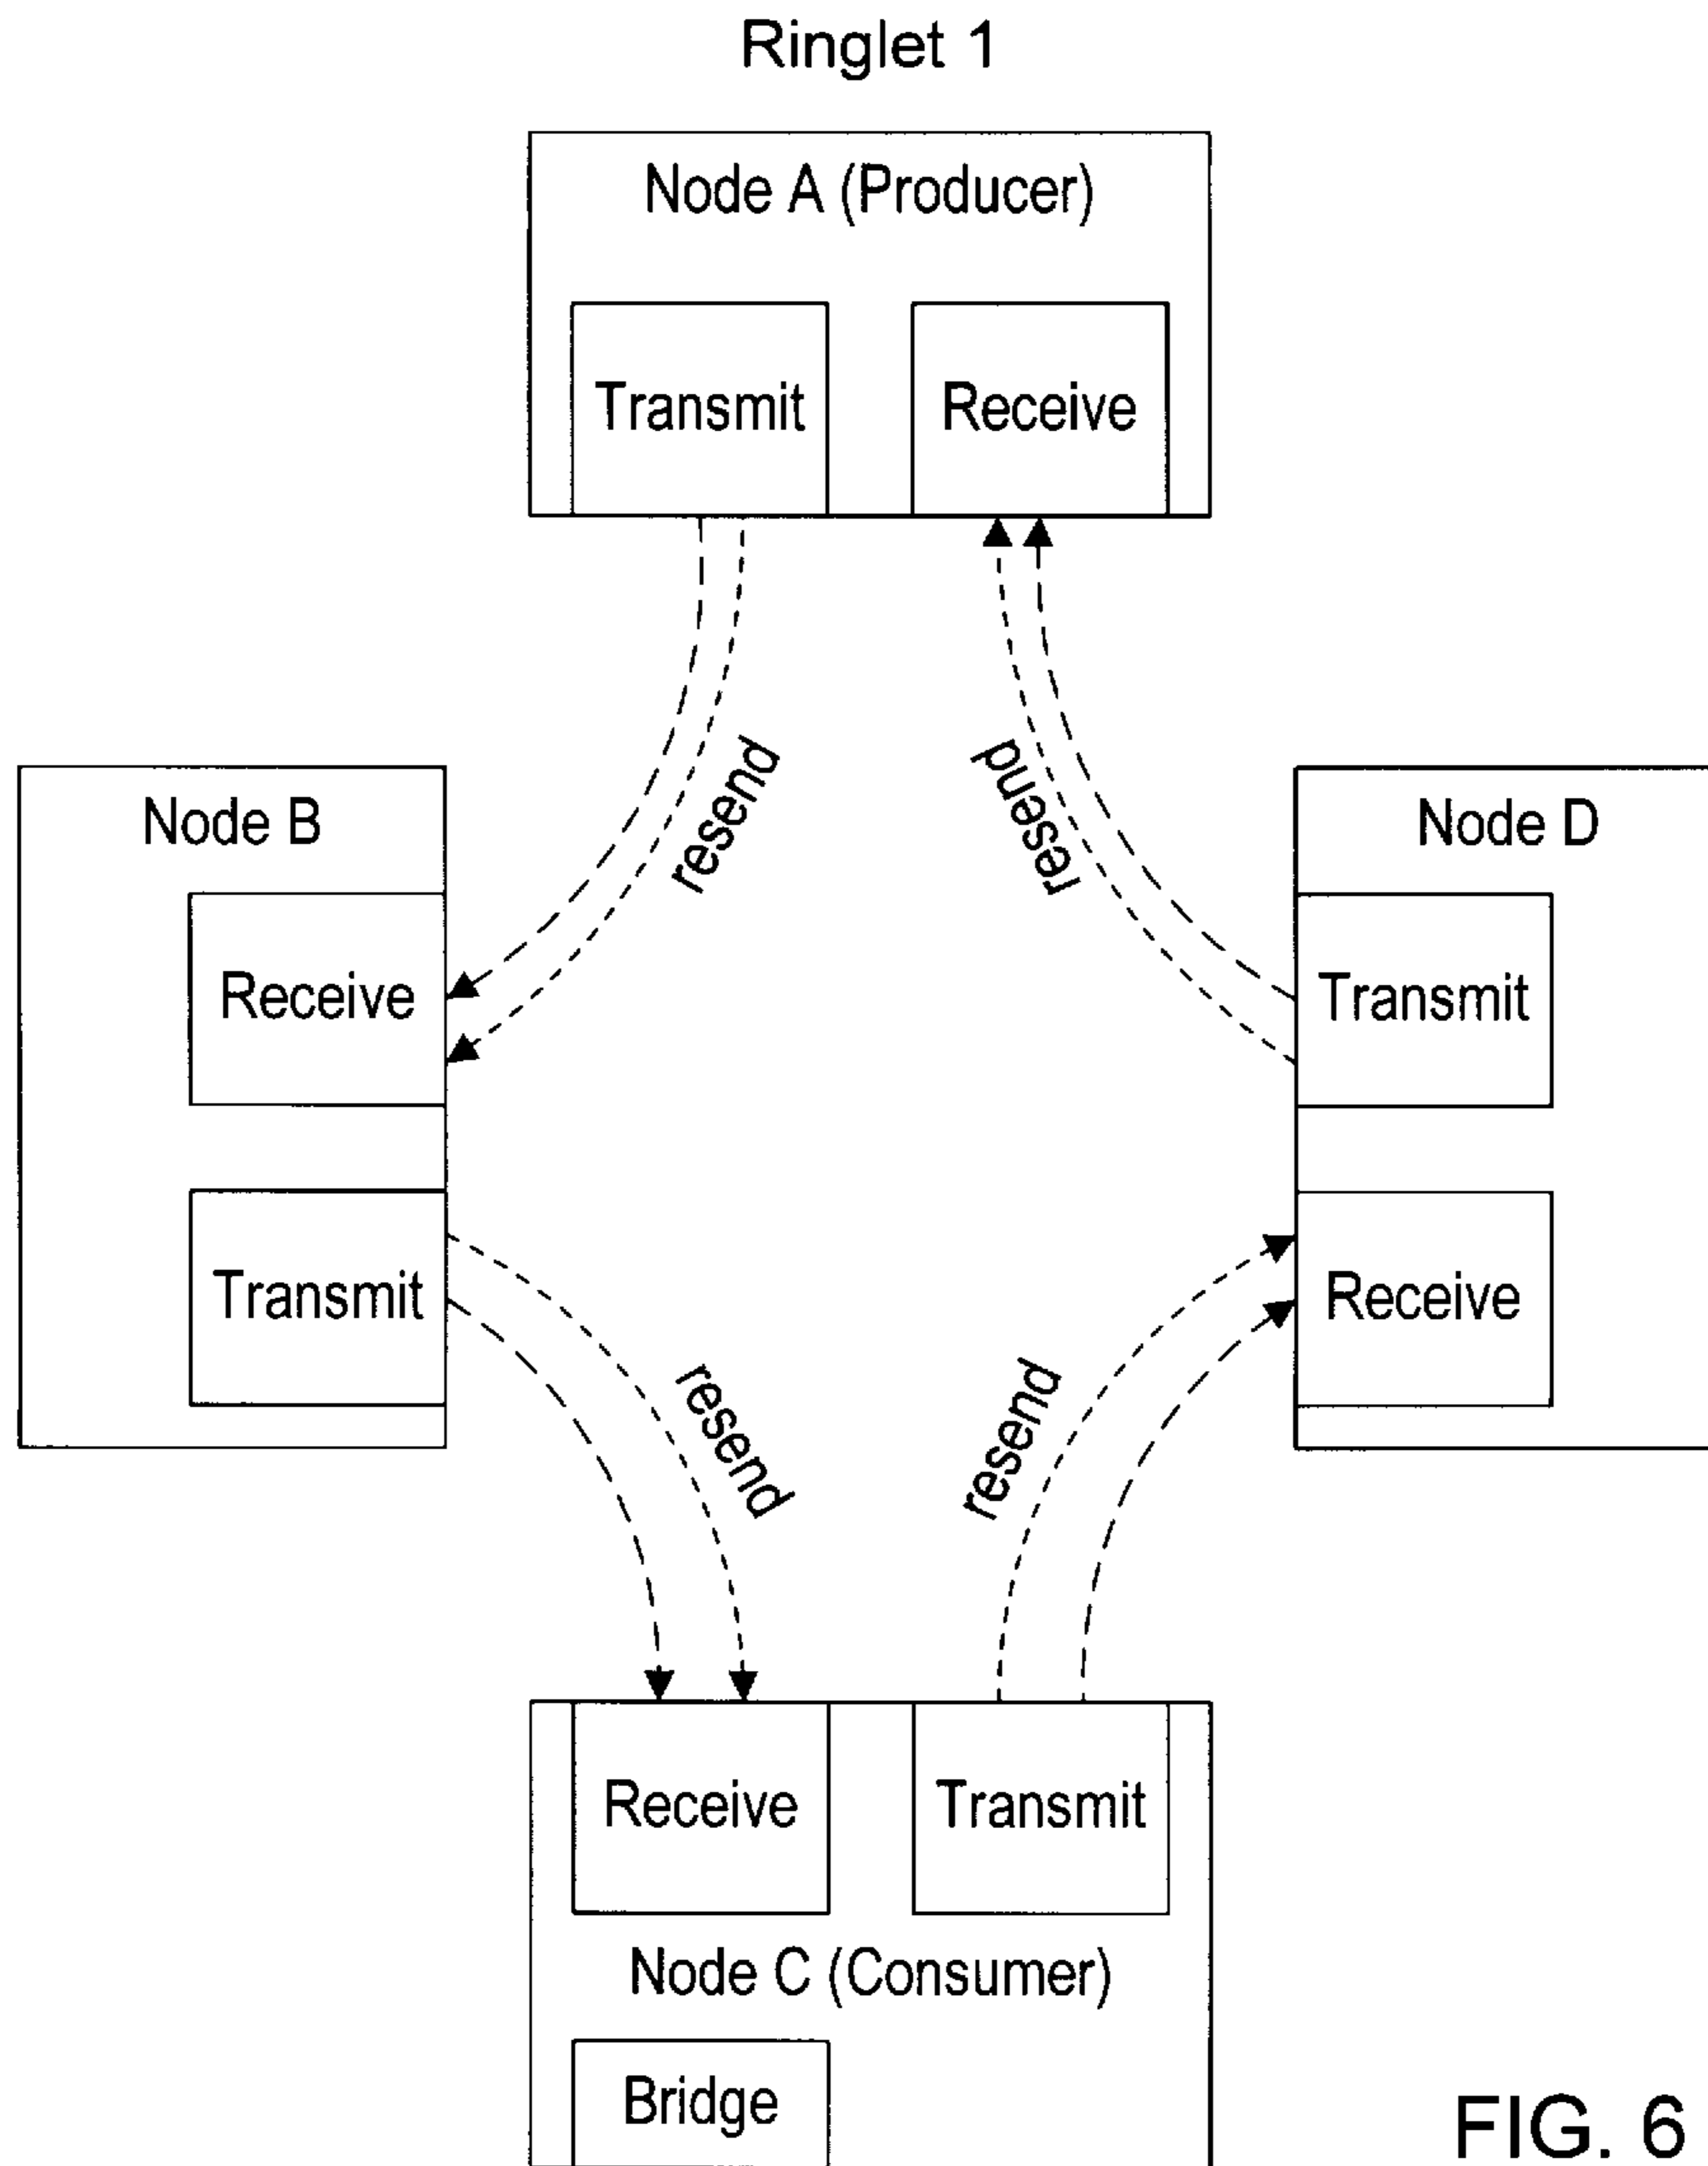 Ringlet 1
Node A (Producer)
Transmit
Receive
resend
resend
Node B
Node D
Receive
Transmit
Transmit
Receive
resend
resend
Receive
Transmit
Node C (Consumer)
Bridge
FIG. 6